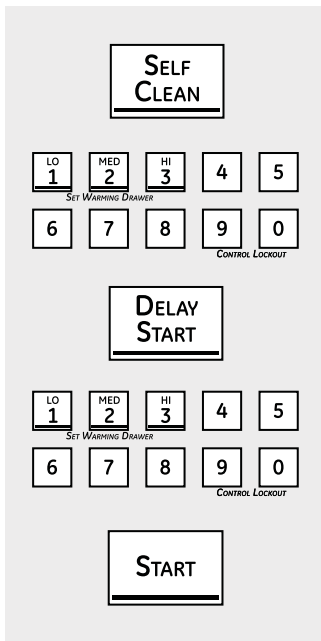 SELF
CLEAN
LO MED HI
1 2 3 4 5
SET WARMING DRAWER
6 7 8 9 0
CONTROL LOCKOUT
DELAY
START
LO MED HI
1 2 3 4 5
SET WARMING DRAWER
6 7 8 9 0
CONTROL LOCKOUT
START